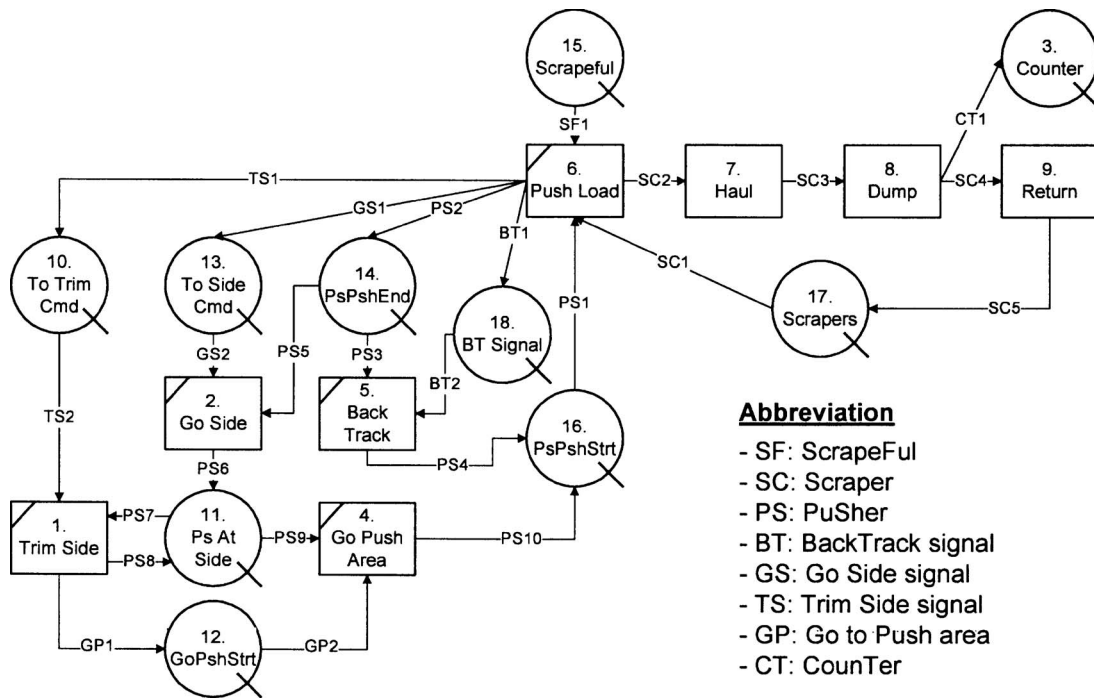 15.
Scrapeful
3.
Counter
SF1
CT1
6.
Push Load
SC2
7.
Haul
SC3
8.
Dump
SC4
9.
Return
TS1
GS1
PS2
BT1
SC1
PS1
10.
To Trim
Cmd
13.
To Side
Cmd
14.
PsPshEnd
18.
BT Signal
17.
Scrapers
SC5
GS2
PS5
PS3
BT2
TS2
2.
Go Side
5.
Back
Track
16.
PsPshStrt
PS4
PS6
1.
Trim Side
PS7
PS8
11.
Ps At
Side
PS9
4.
Go Push
Area
PS10
GP1
12.
GoPshStrt
GP2
Abbreviation
- SF: ScrapeFul
- SC: Scraper
- PS: PuSher
- BT: BackTrack signal
- GS: Go Side signal
- TS: Trim Side signal
- GP: Go to Push area
- CT: CounTer